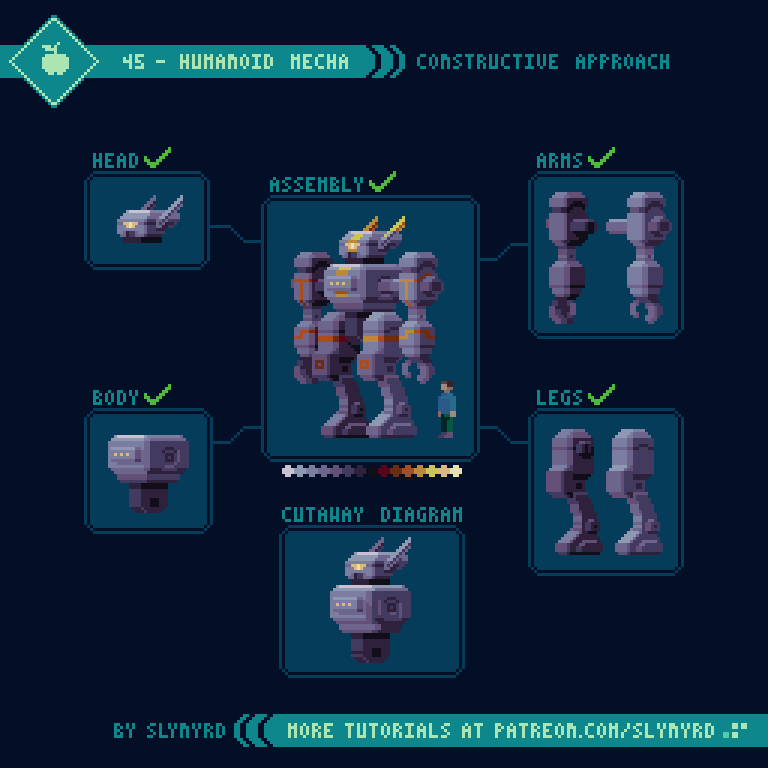 45 - HUMANOID MECHA
CONSTRUCTIVE APPROACH
HEAD
ASSEMBLY
ARMS
BODY
LEGS
CUTAWAY DIAGRAM
BY SLYNYRD
MORE TUTORIALS AT PATREON.COM/SLYNYRD